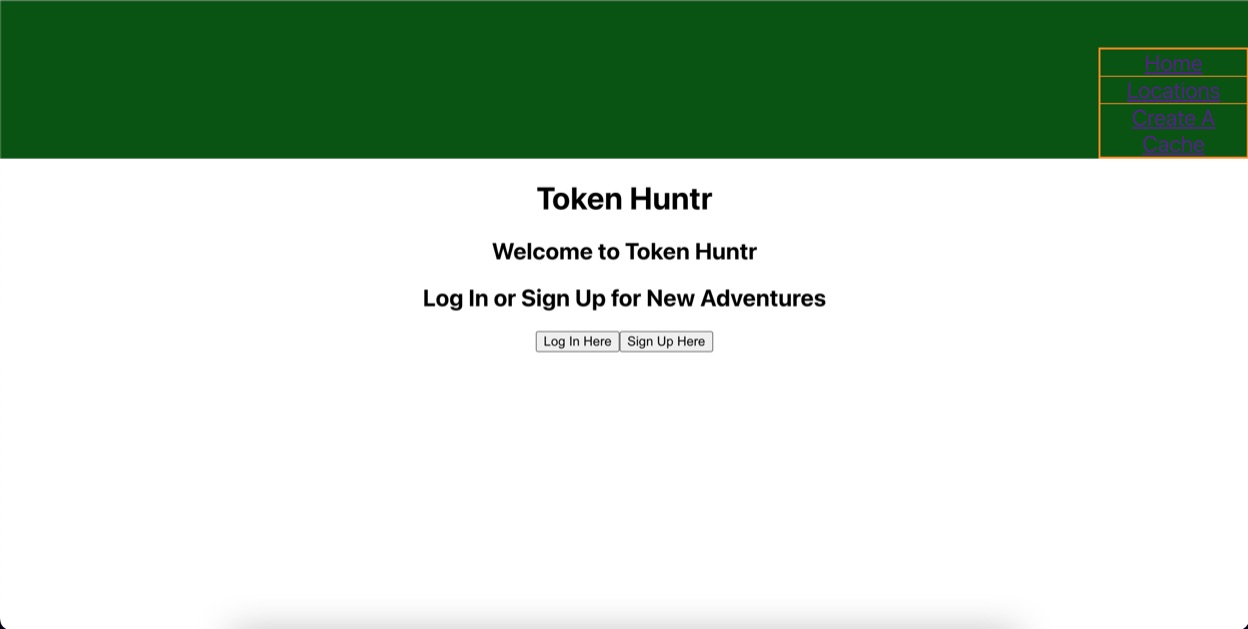 Home
Locations
Create A
Cache
Token Huntr
Welcome to Token Huntr
Log In or Sign Up for New Adventures
Log In Here Sign Up Here